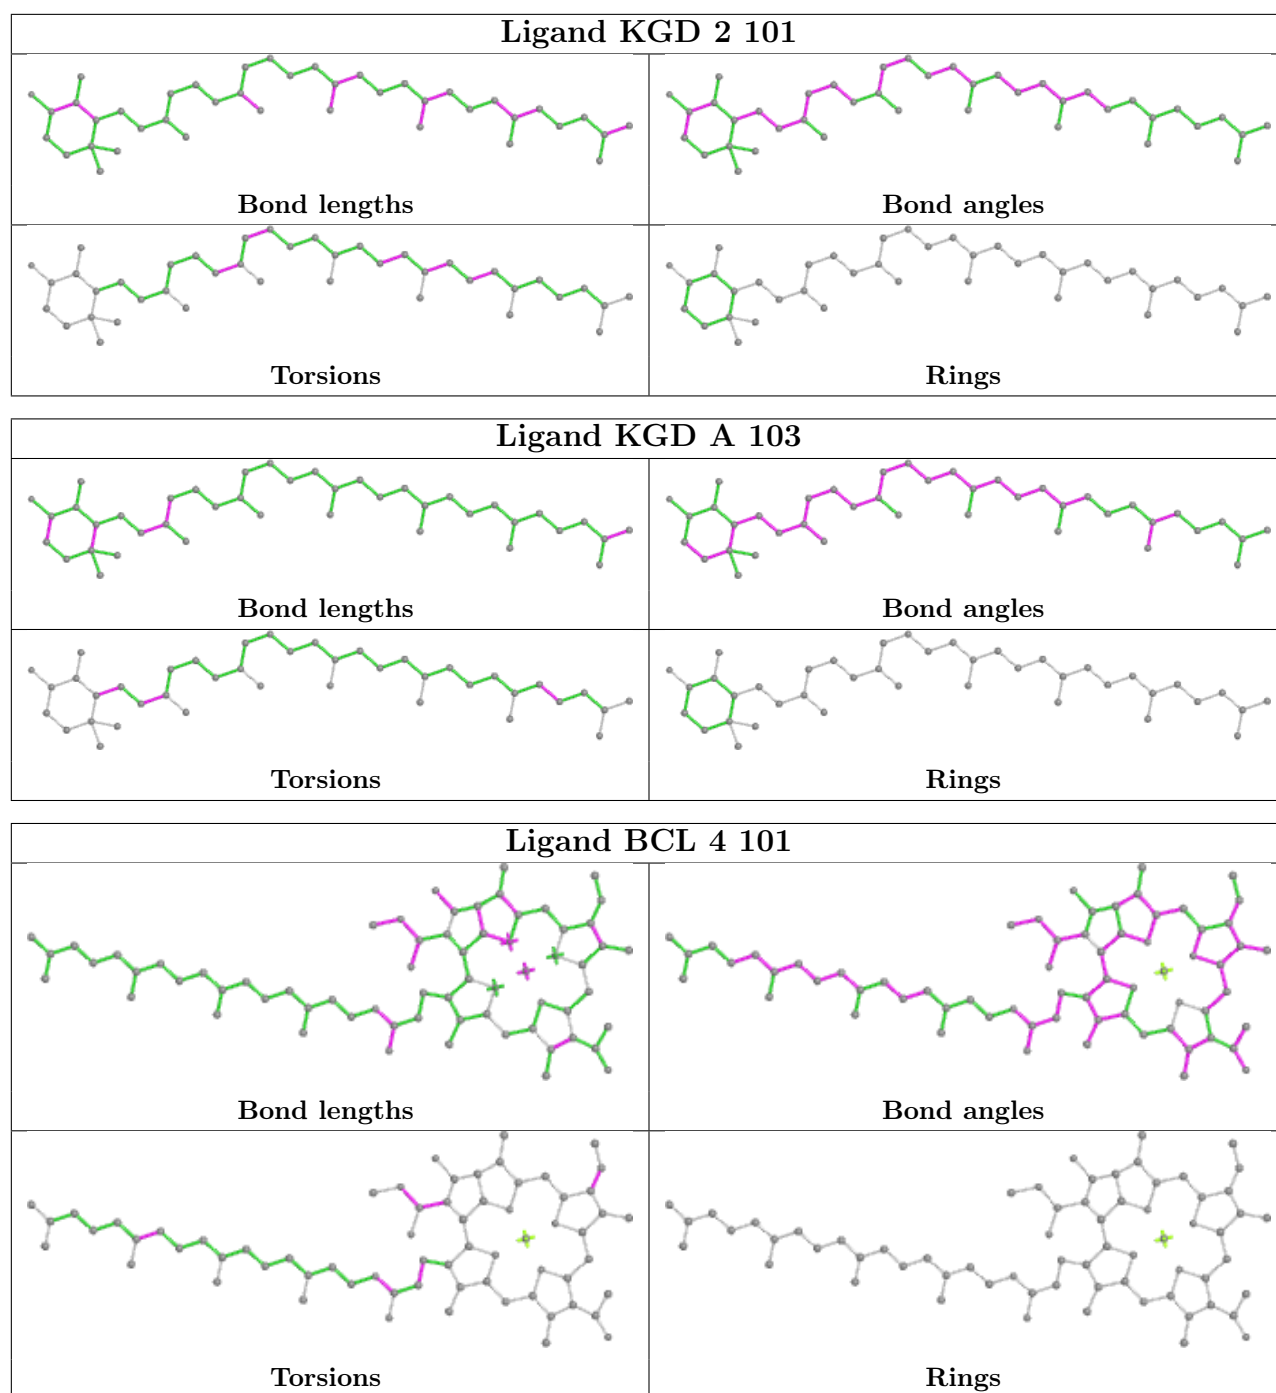 Ligand KGD 2 101
Bond lengths
Bond angles
Torsions
Rings
Ligand KGD A 103
Bond lengths
Bond angles
Torsions
Rings
Ligand BCL 4 101
Bond lengths
Bond angles
Torsions
Rings